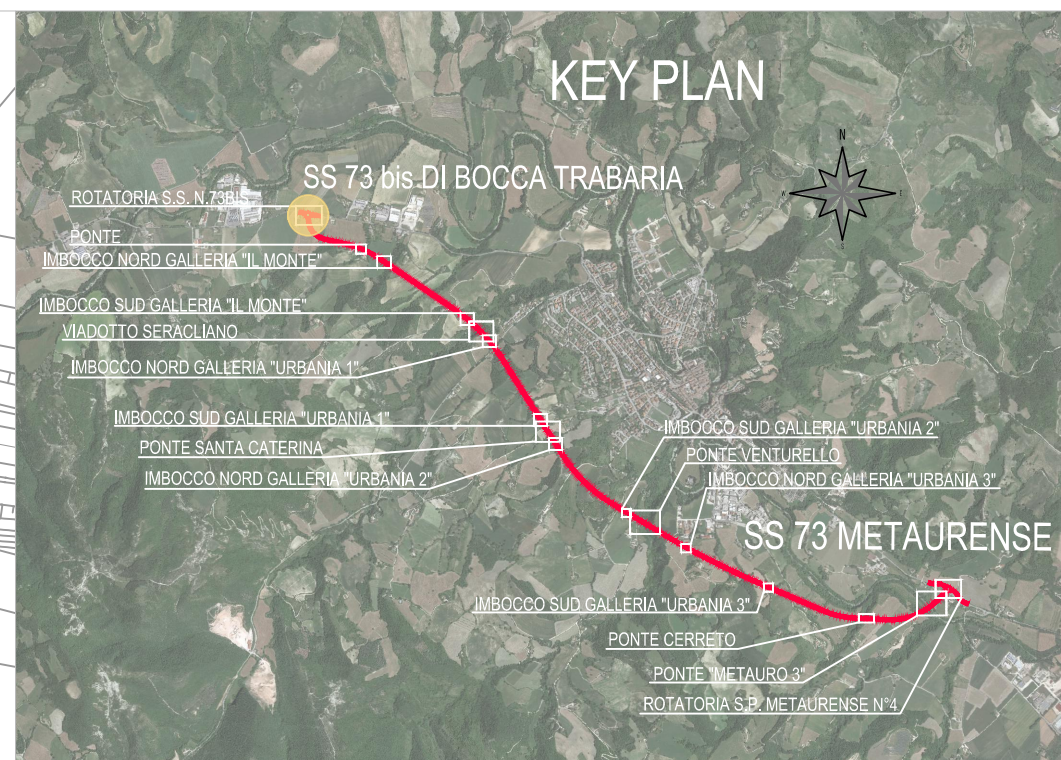 KEY PLAN
N
W
E
S
SS 73 bis DI BOCCA TRABARIA
ROTATORIA S.S. N.73BIS
PONTE
IMBOCCO NORD GALLERIA "IL MONTE"
IMBOCCO SUD GALLERIA "IL MONTE"
VIADOTTO SERACLIANO
IMBOCCO NORD GALLERIA "URBANIA 1"
IMBOCCO SUD GALLERIA "URBANIA 1"
PONTE SANTA CATERINA
IMBOCCO NORD GALLERIA "URBANIA 2"
IMBOCCO SUD GALLERIA "URBANIA 2"
PONTE VENTURELLO
IMBOCCO NORD GALLERIA "URBANIA 3"
SS 73 METAURENSE
IMBOCCO SUD GALLERIA "URBANIA 3"
PONTE CERRETO
PONTE "METAURO 3"
ROTATORIA S.P. METAURENSE N°4